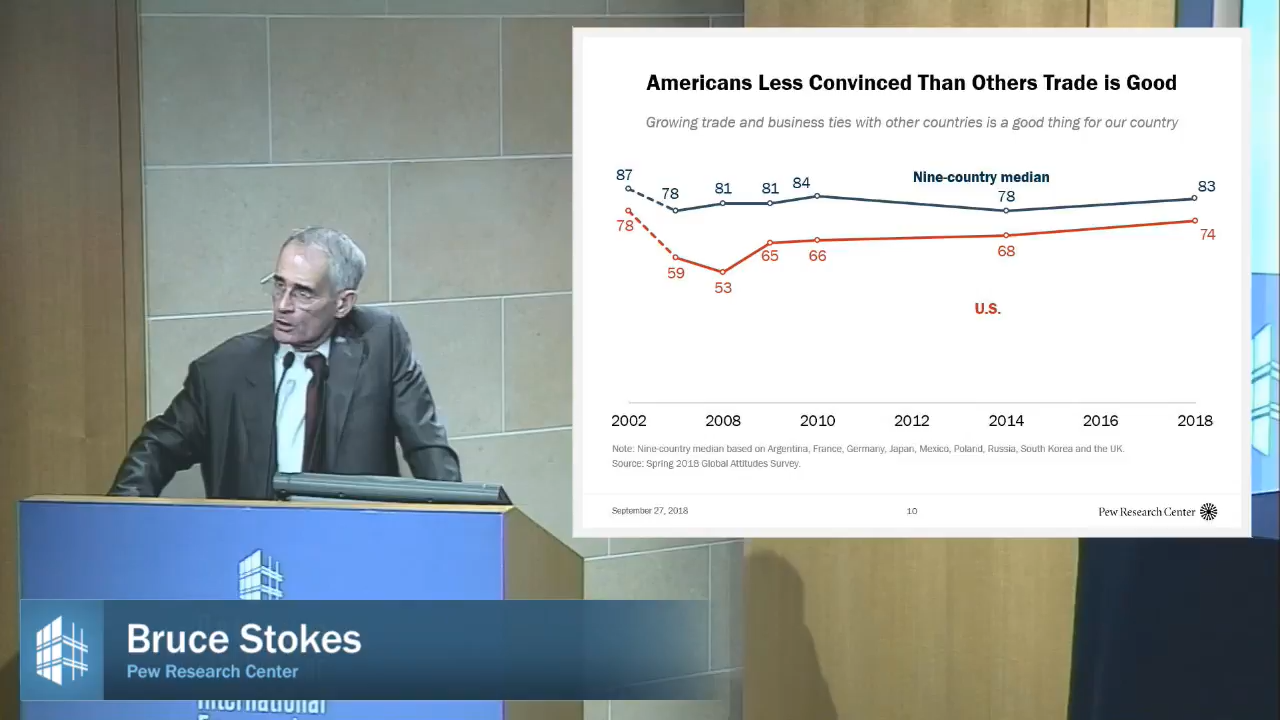 Americans Less Convinced Than Others Trade is Good
Growing trade and business ties with other countries is a good thing for our country
87
78
81
81
84
Nine-country median
78
83
78
59
53
65
66
68
74
U.S.
2002
2008
2010
2012
2014
2016
2018
Note: Nine-country median based on Argentina, France, Germany, Japan, Mexico, Poland, Russia, South Korea and the UK.
Source: Spring 2018 Global Attitudes Survey.
September 27, 2018
10
Pew Research Center
Bruce Stokes
Pew Research Center
International